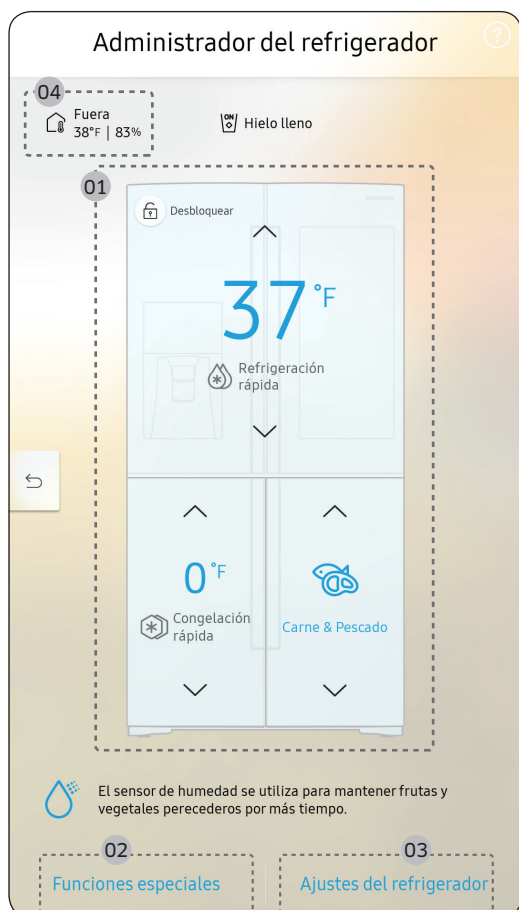 Administrador del refrigerador
?
04
Fuera
38°F | 83%
ON
Hielo lleno
01
Desbloquear
37°F
Refrigeración
rápida
0°F
Congelación
rápida
Carne & Pescado
El sensor de humedad se utiliza para mantener frutas y
vegetales perecederos por más tiempo.
02
Funciones especiales
03
Ajustes del refrigerador